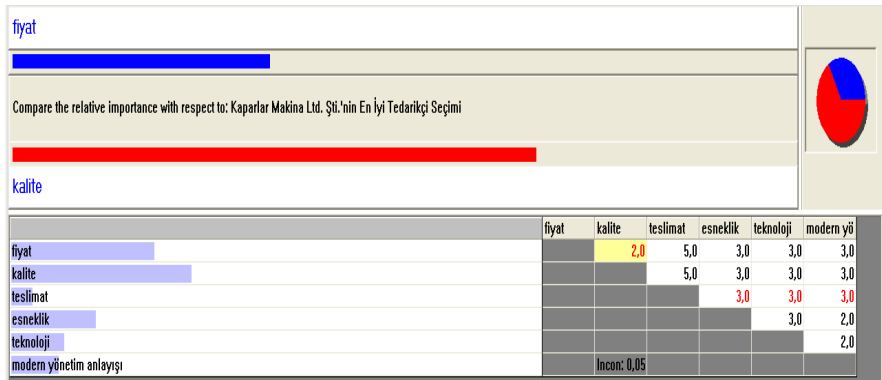 fiyat
Compare the relative importance with respect to: Kaparlar Makina Ltd. Şti.'nin En İyi Tedarikçi Seçimi
kalite
fiyat kalite teslimat esneklik teknoloji modern yö
fiyat 2,0 5,0 3,0 3,0 3,0
kalite 5,0 3,0 3,0 3,0
teslimat 3,0 3,0 3,0
esneklik 3,0 2,0
teknoloji 2,0
modern yönetim anlayışı Incon: 0,05